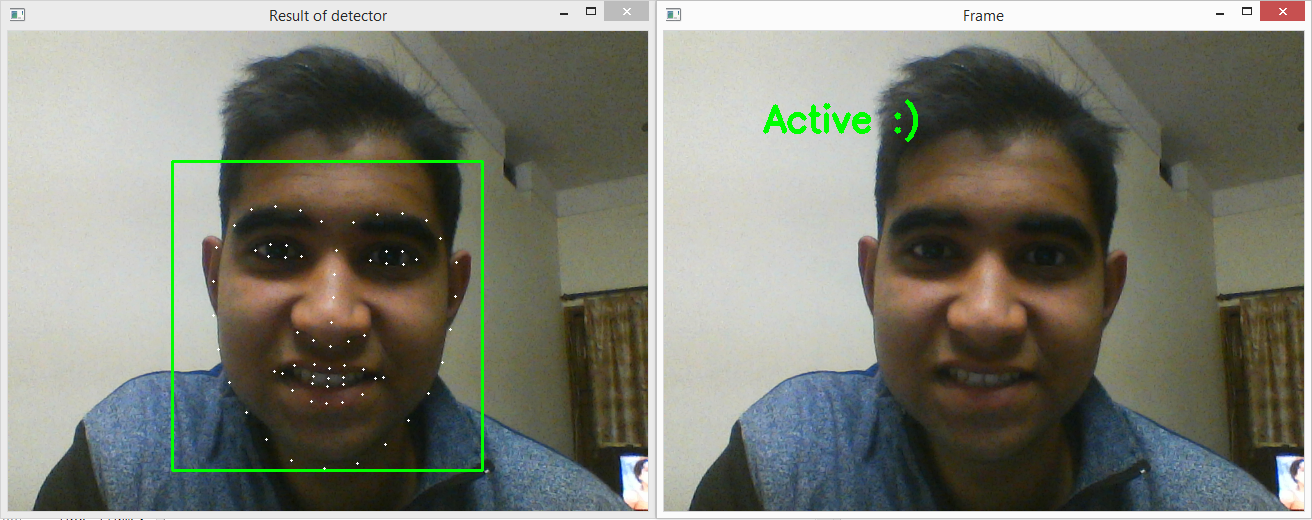 Result of detector
Frame
Active :)